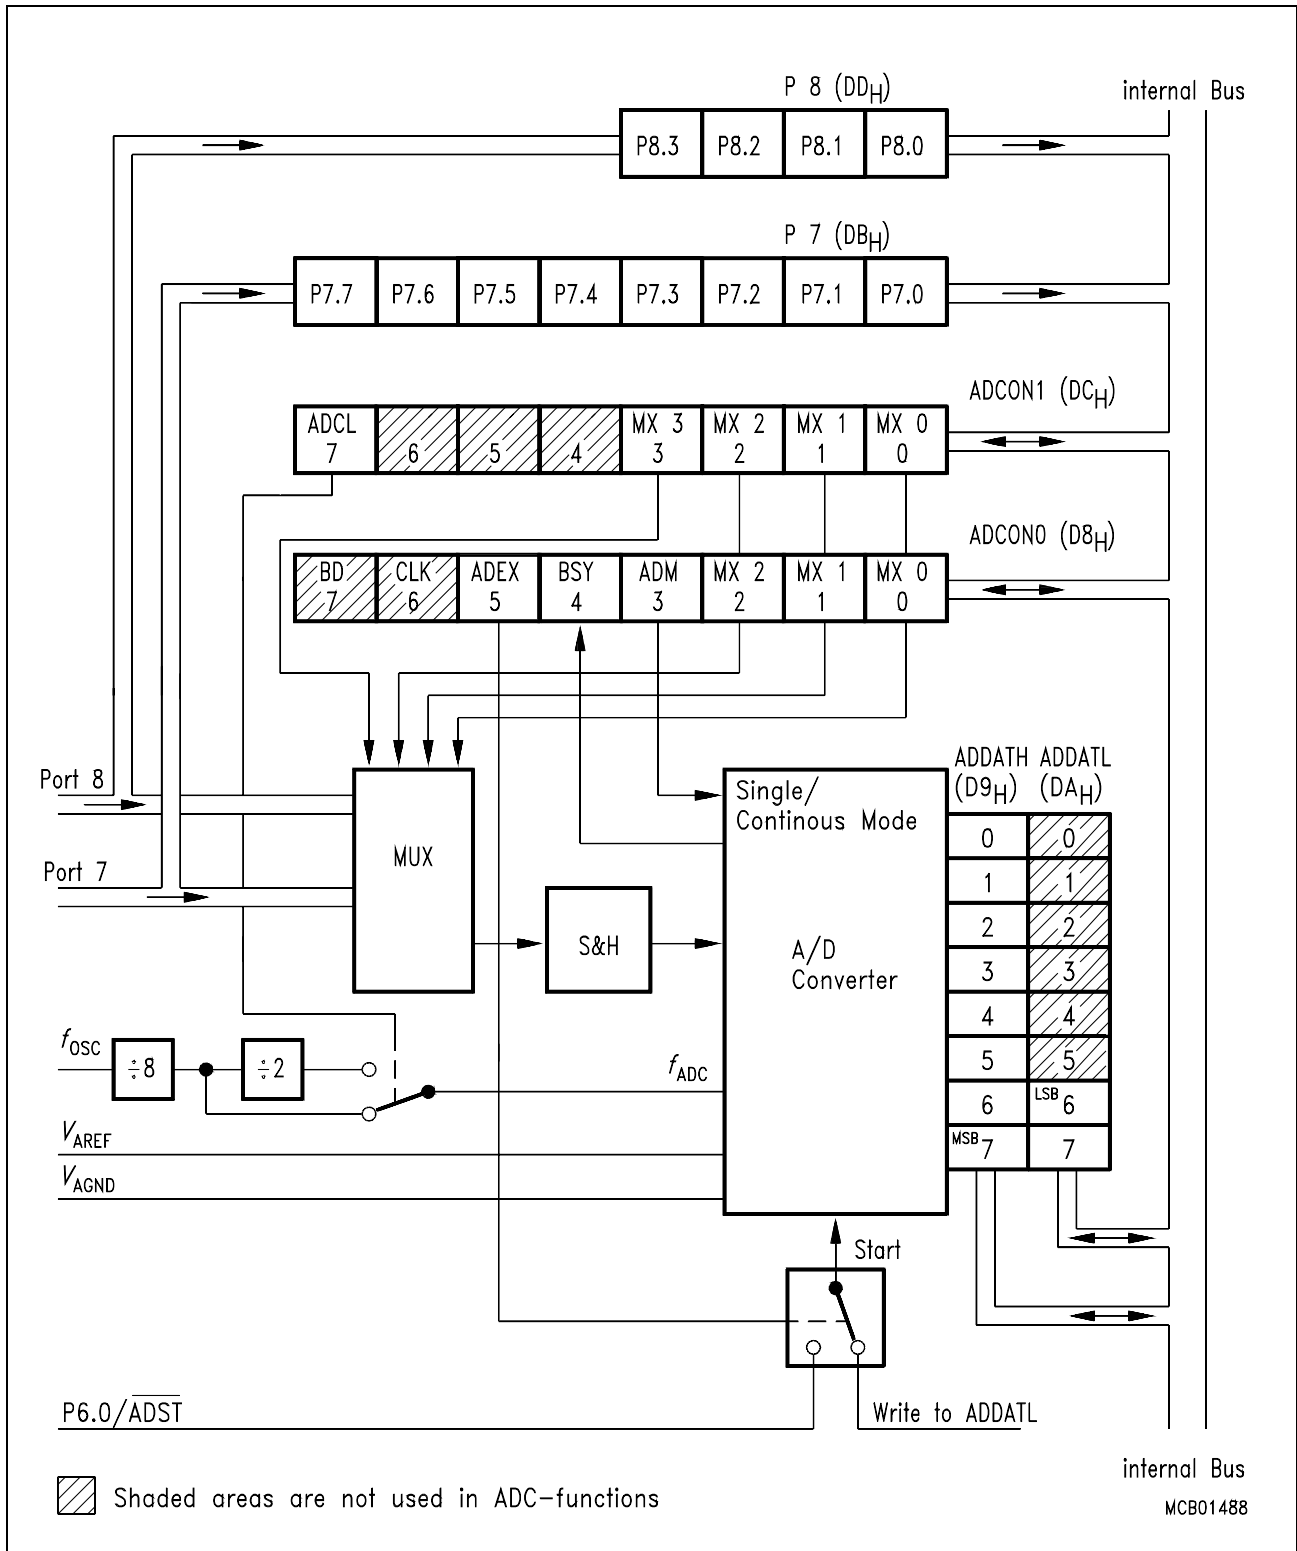 P 8 (DDH)
internal Bus
P8.3 P8.2 P8.1 P8.0
P 7 (DBH)
P7.7 P7.6 P7.5 P7.4 P7.3 P7.2 P7.1 P7.0
ADCON1 (DCH)
ADCL MX 3 MX 2 MX 1 MX 0
7 6 5 4 3 2 1 0
ADCON0 (D8H)
BD CLK ADEX BSY ADM MX 2 MX 1 MX 0
7 6 5 4 3 2 1 0
Port 8
Port 7
MUX
S&H
Single/
Continous Mode
A/D
Converter
ADDATH ADDATL
(D9H) (DAH)
0 0
1 1
2 2
3 3
4 4
5 5
6 LSB 6
MSB 7 7
fOSC
÷8
÷2
fADC
VAREF
VAGND
Start
P6.0/ADST
Write to ADDATL
internal Bus
Shaded areas are not used in ADC-functions
MCB01488